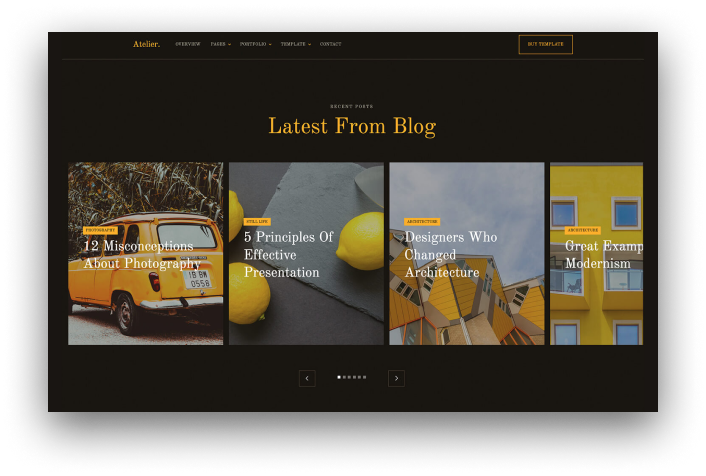 Atelier.
OVERVIEW PAGES PORTFOLIO TEMPLATE CONTACT
BUY TEMPLATE
RECENT POSTS
Latest From Blog
PHOTOGRAPHY
12 Misconceptions
About Photography
18 BD
0558
STILL LIFE
5 Principles Of
Effective
Presentation
ARCHITECTURE
Designers Who
Changed
Architecture
ARCHITECTURE
Great Examp
Modernism